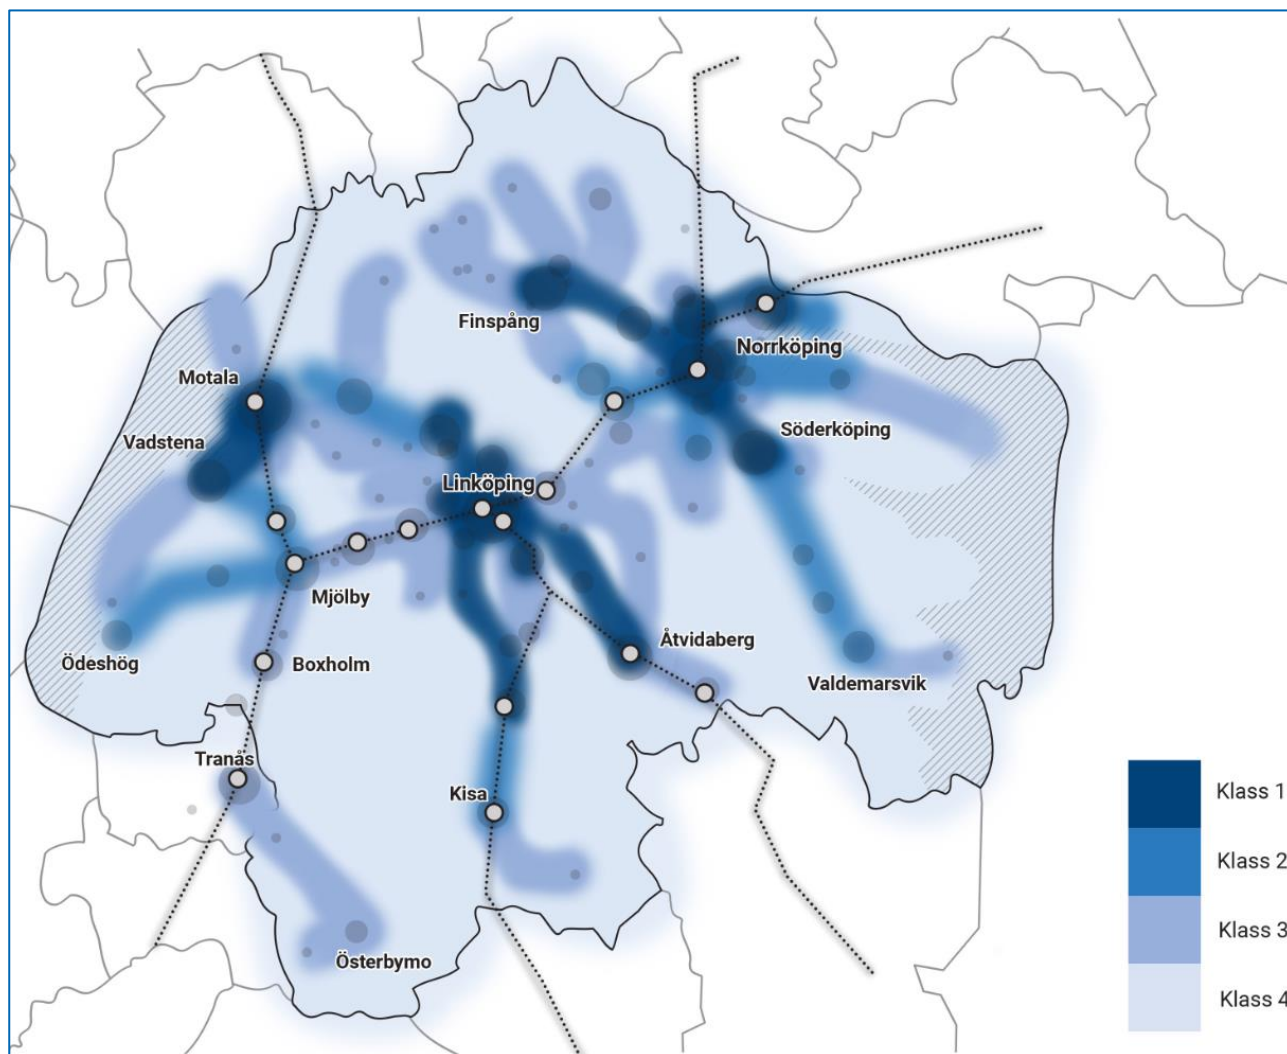 Finspång
Norrköping
Motala
Söderköping
Vadstena
Linköping
Mjölby
Åtvidaberg
Ödeshög
Boxholm
Valdemarsvik
Tranås
Kisa
Österbymo
Klass 1
Klass 2
Klass 3
Klass 4